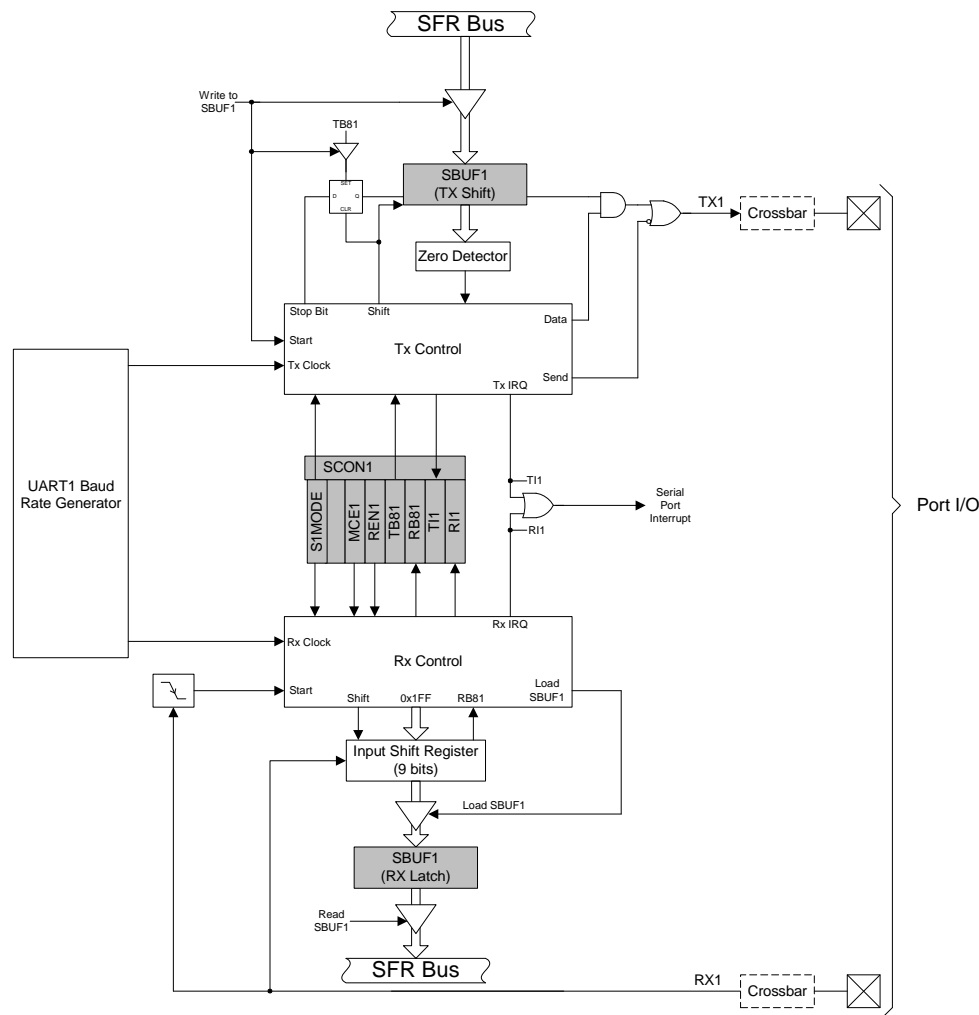 SFR Bus
Write to
SBUF1
TB81
SBUF1
(TX Shift)
SET
D
Q
CLR
TX1
Crossbar
Zero Detector
Stop Bit
Shift
Data
Start
Tx Control
Tx Clock
Send
Tx IRQ
UART1 Baud
Rate Generator
SCON1
S1MODE
MCE1
REN1
TB81
RB81
TI1
RI1
TI1
Serial
Port
Interrupt
RI1
Port I/O
Rx IRQ
Rx Clock
Rx Control
Start
Load
SBUF1
Shift
0x1FF
RB81
Input Shift Register
(9 bits)
Load SBUF1
SBUF1
(RX Latch)
Read
SBUF1
SFR Bus
RX1
Crossbar